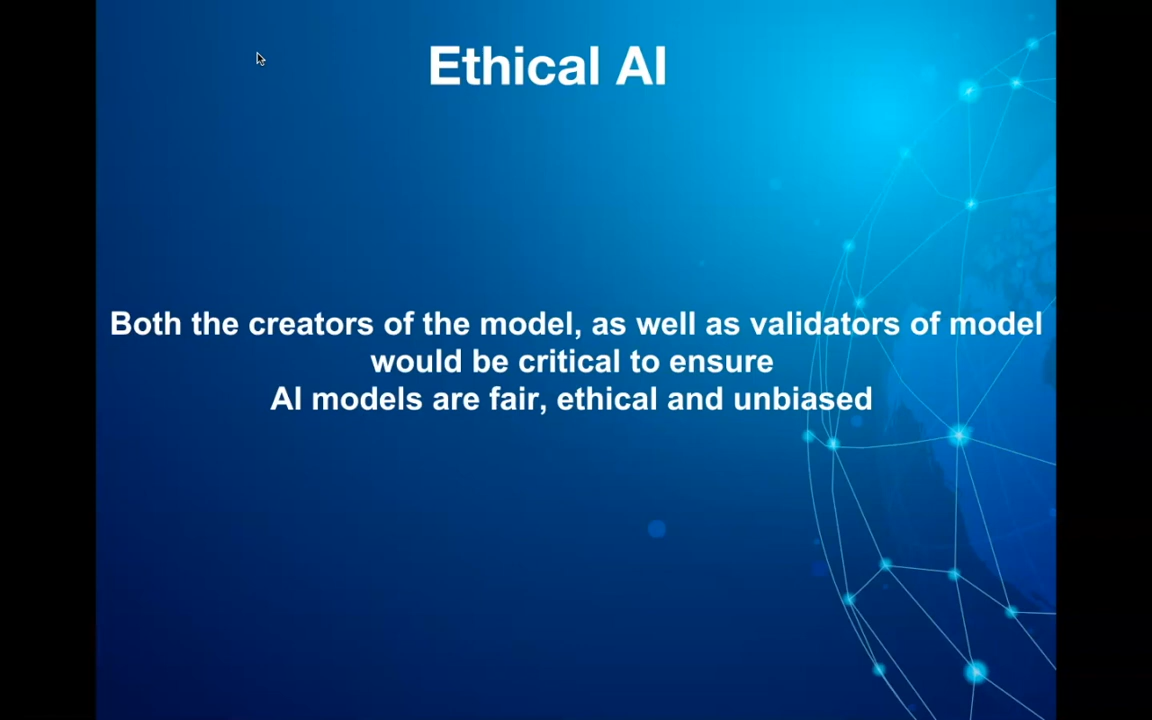 Ethical AI
Both the creators of the model, as well as validators of model
would be critical to ensure
AI models are fair, ethical and unbiased